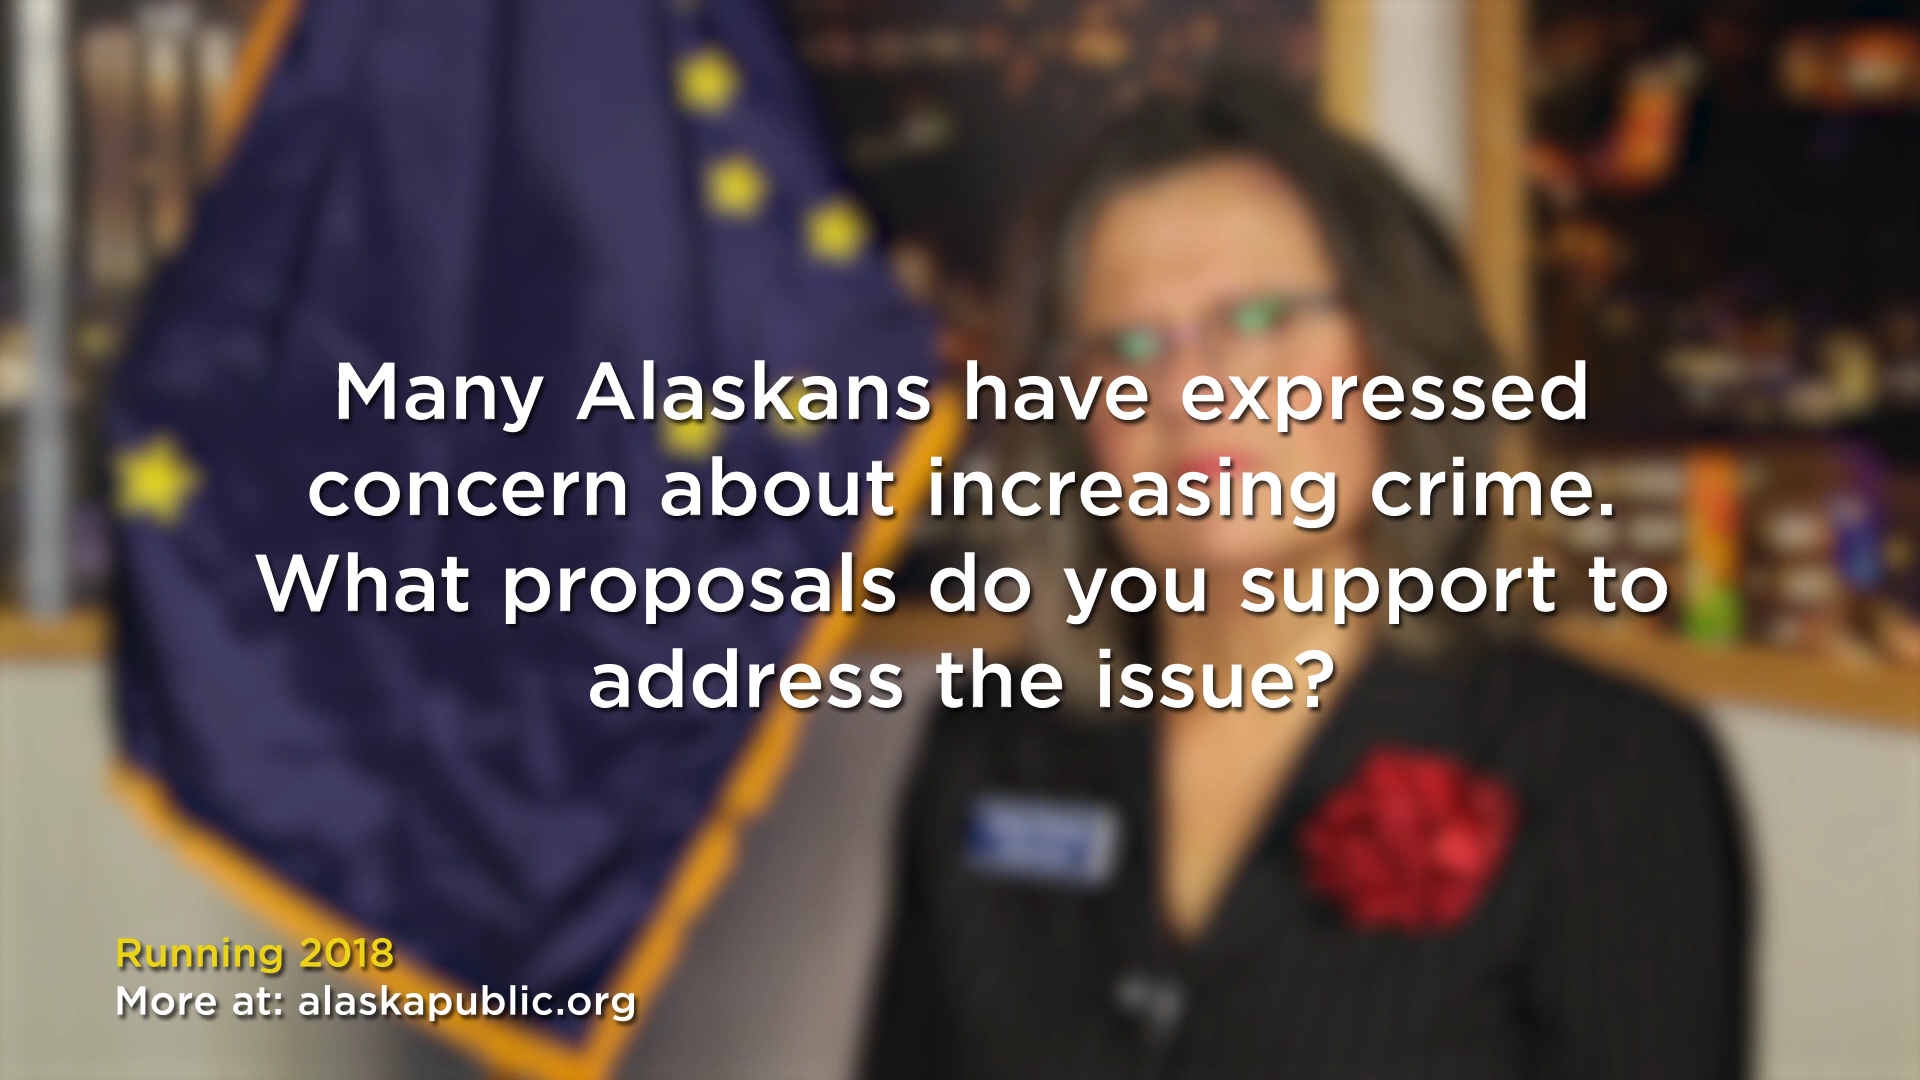 Many Alaskans have expressed
concern about increasing crime.
What proposals do you support to
address the issue?
Running 2018
More at: alaskapublic.org